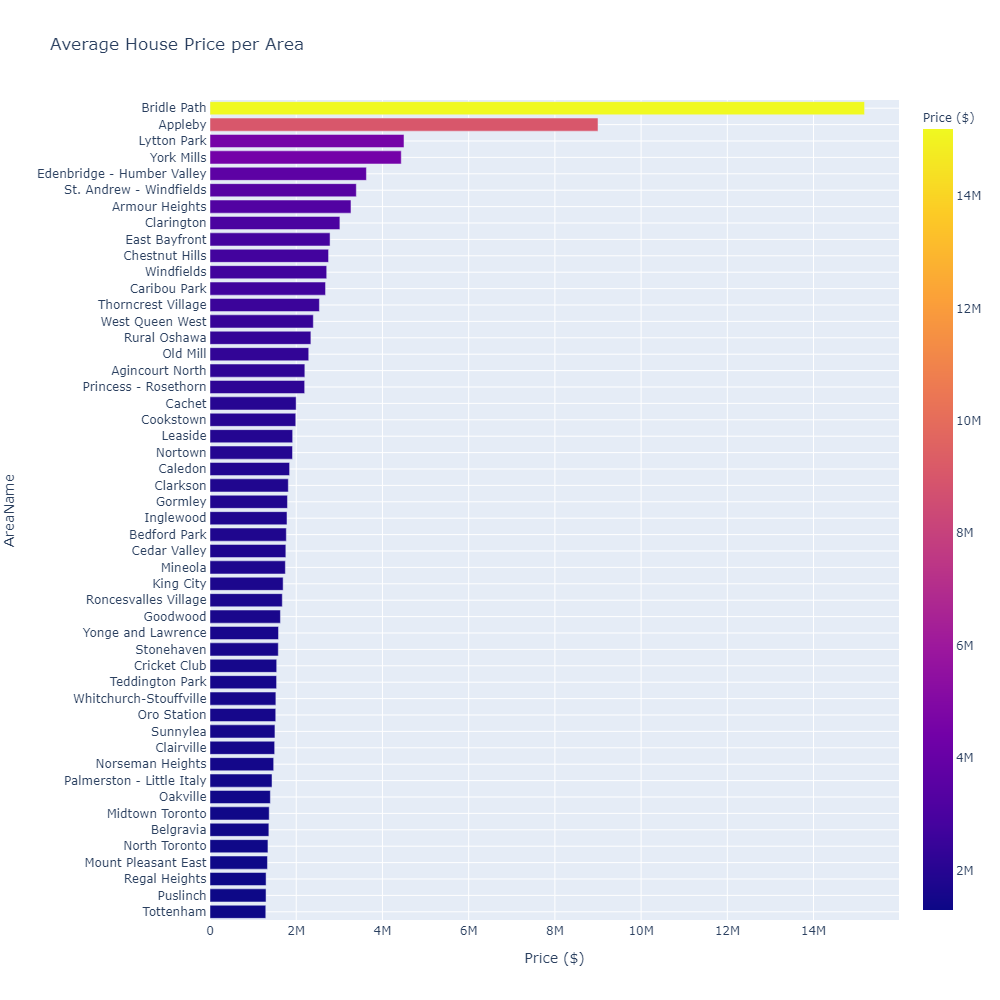 Average House Price per Area
Bridle Path
Appleby
Lytton Park
York Mills
Edenbridge - Humber Valley
St. Andrew - Windfields
Armour Heights
Clarington
East Bayfront
Chestnut Hills
Windfields
Caribou Park
Thorncrest Village
West Queen West
Rural Oshawa
Old Mill
Agincourt North
Princess - Rosethorn
Cachet
Cookstown
Leaside
Nortown
Caledon
Clarkson
Gormley
Inglewood
Bedford Park
Cedar Valley
Mineola
King City
Roncesvalles Village
Goodwood
Yonge and Lawrence
Stonehaven
Cricket Club
Teddington Park
Whitchurch-Stouffville
Oro Station
Sunnylea
Clairville
Norseman Heights
Palmerston - Little Italy
Oakville
Midtown Toronto
Belgravia
North Toronto
Mount Pleasant East
Regal Heights
Puslinch
Tottenham
AreaName
0 2M 4M 6M 8M 10M 12M 14M
Price ($)
Price ($)
14M
12M
10M
8M
6M
4M
2M